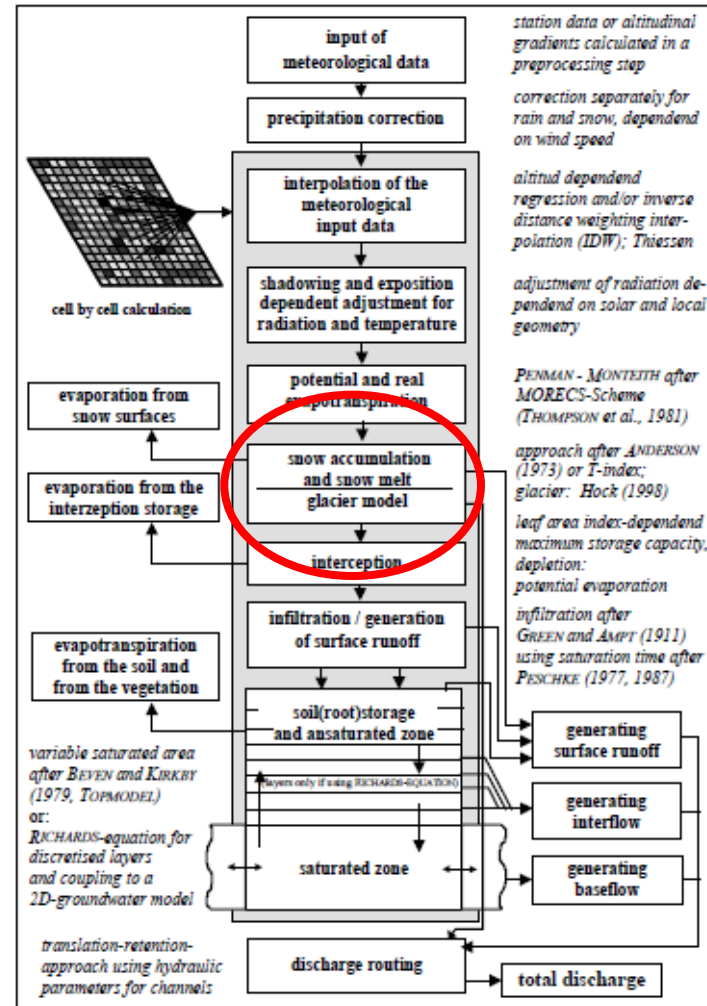 input of
meteorological data
station data or altitudinal
gradients calculated in a
preprocessing step
precipitation correction
correction separately for
rain and snow, dependend
on wind speed
cell by cell calculation
interpolation of the
meteorological
input data
altitud dependend
regression and/or inverse
distance weighting inter-
polation (IDW); Thiessen
shadowing and exposition
dependent adjustment for
radiation and temperature
adjustment of radiation de-
pendend on solar and local
geometry
potential and real
evapotranspiration
PENMAN - MONTEITH after
MORECS-Scheme
(THOMPSON et al., 1981)
evaporation from
snow surfaces
snow accumulation
and snow melt
glacier model
approach after ANDERSON
(1973) or T-index;
glacier: Hock (1998)
evaporation from the
interzeption storage
interception
leaf area index-dependend
maximum storage capacity,
depletion:
potential evaporation
infiltration / generation
of surface runoff
infiltration after
GREEN and AMPT (1911)
using saturation time after
PESCHKE (1977, 1987)
evapotranspiration
from the soil and
from the vegetation
soil(root)storage
and ansaturated zone
(layers only if using RICHARDS-EQUATION)
generating
surface runoff
variable saturated area
after BEVEN and KIRKBY
(1979, TOPMODEL)
or:
RICHARDS-equation for
discretised layers
and coupling to a
2D-groundwater model
generating
interflow
saturated zone
generating
baseflow
translation-retention-
approach using hydraulic
parameters for channels
discharge routing
total discharge